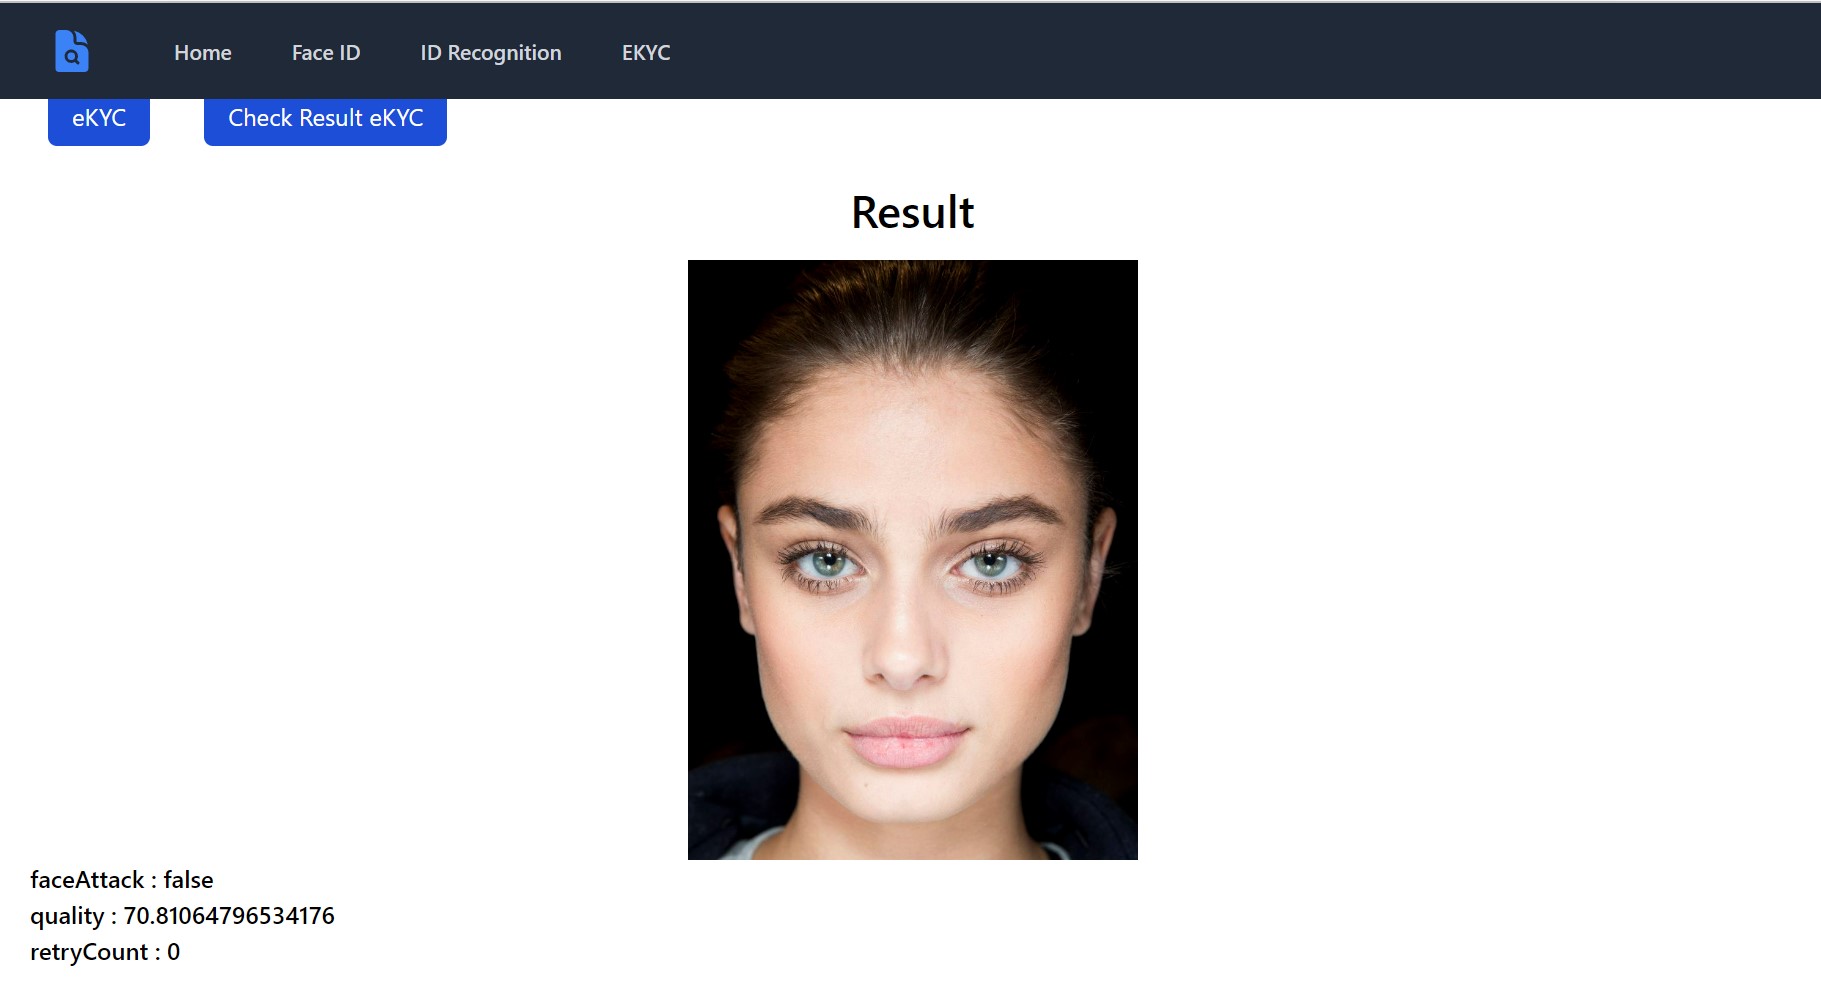 Home Face ID ID Recognition EKYC
eKYC Check Result eKYC
Result
faceAttack : false
quality : 70.81064796534176
retryCount : 0